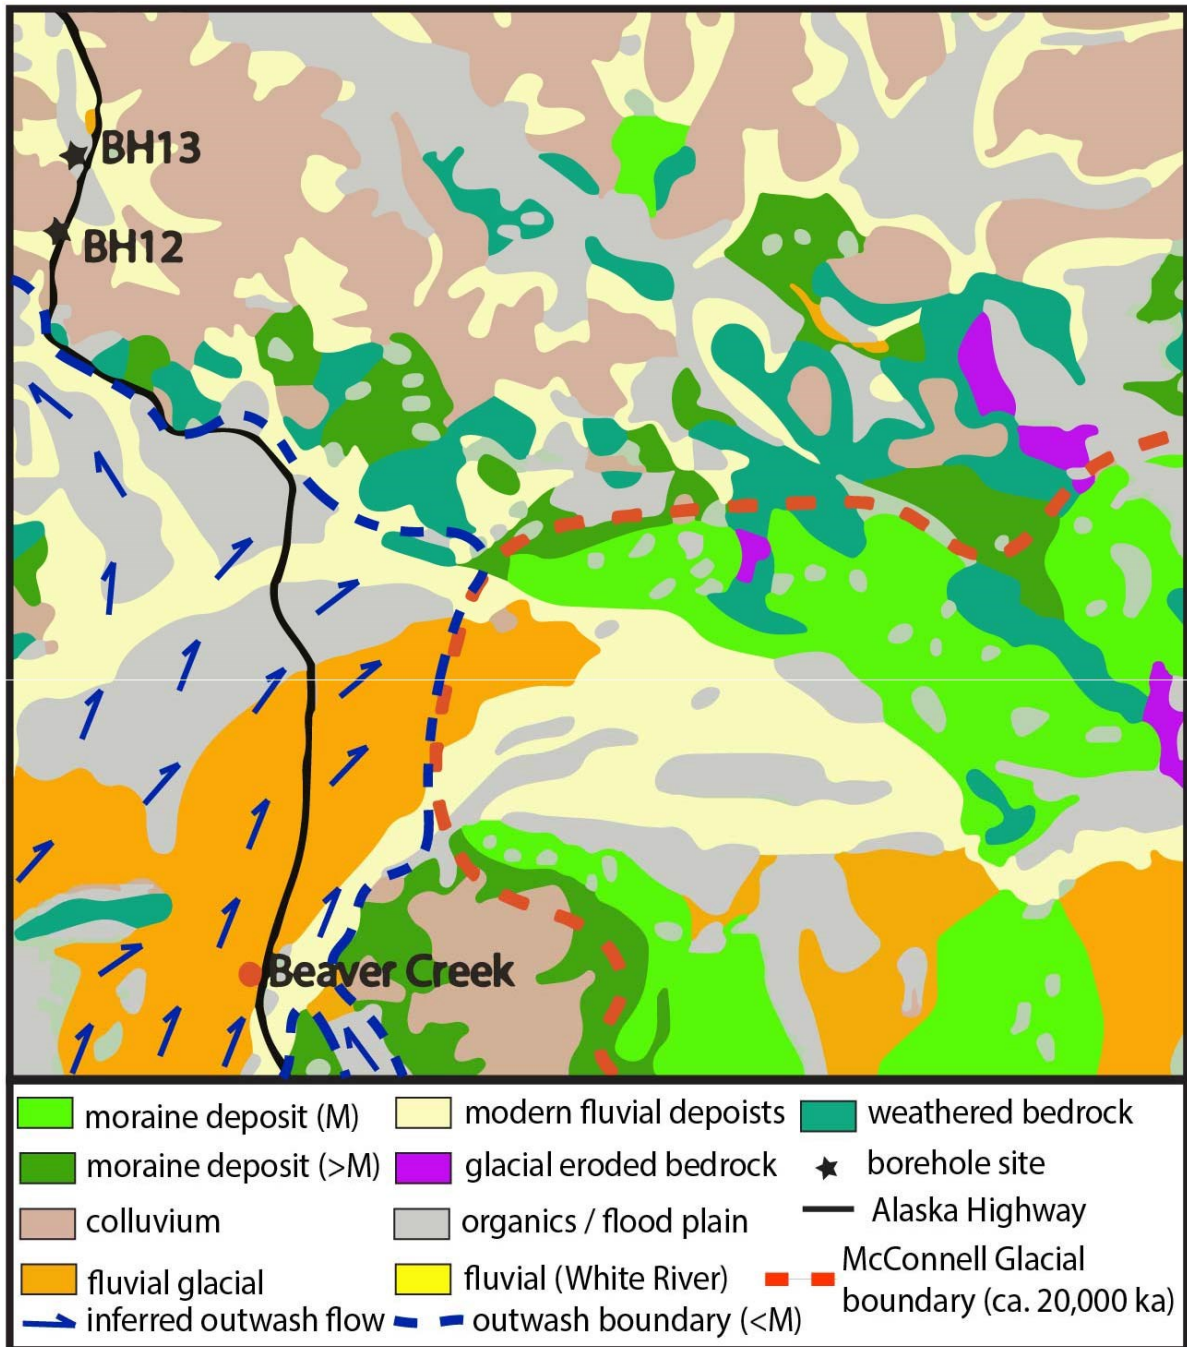 BH13
BH12
Beaver Creek
moraine deposit (M)
modern fluvial depoists
weathered bedrock
moraine deposit (>M)
glacial eroded bedrock
borehole site
colluvium
organics / flood plain
Alaska Highway
fluvial glacial
fluvial (White River)
McConnell Glacial
boundary (ca. 20,000 ka)
inferred outwash flow
outwash boundary (<M)